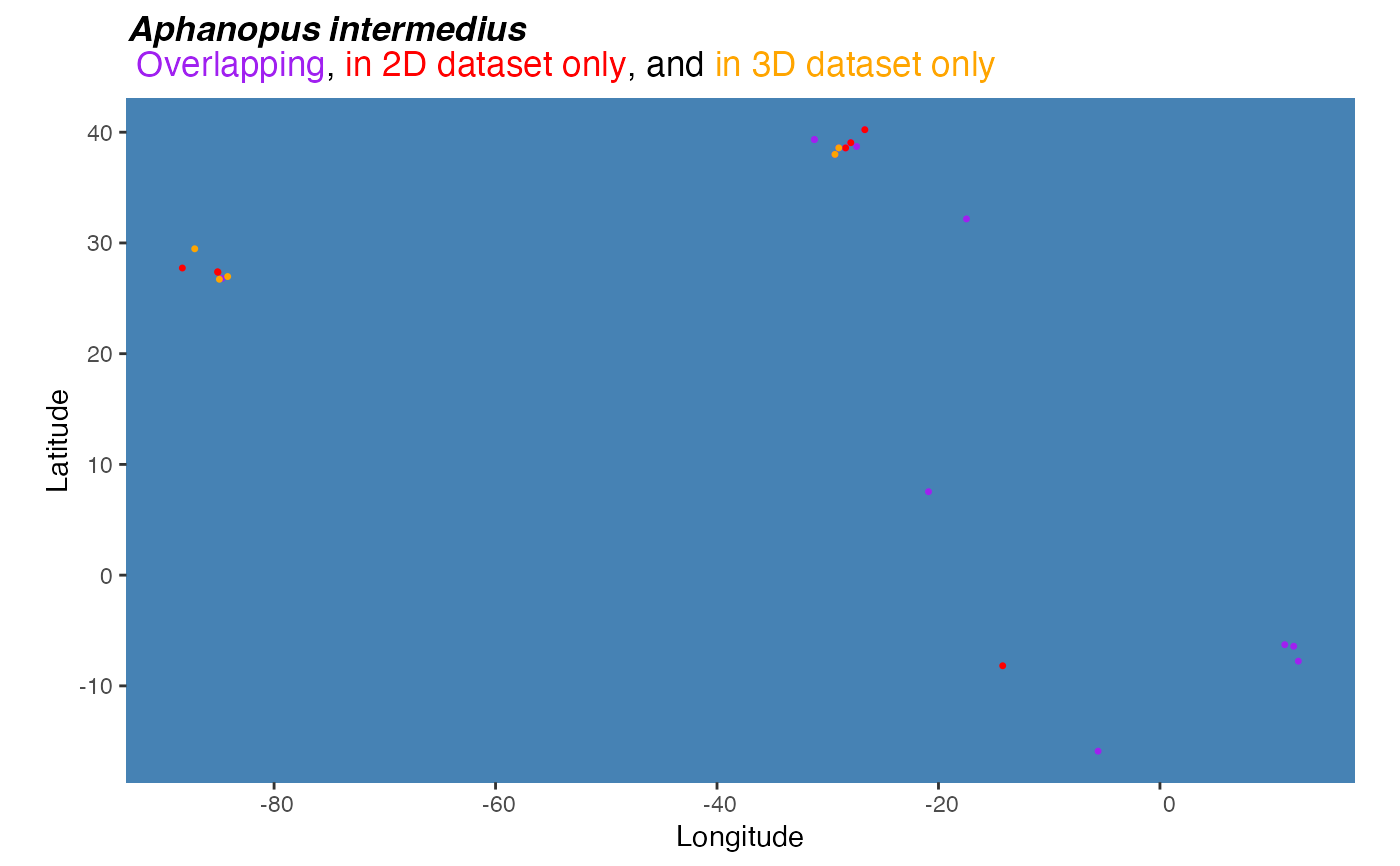 Aphanopus intermedius
Overlapping, in 2D dataset only, and in 3D dataset only
40
30
20
10
0
-10
Latitude
-80
-60
-40
-20
0
Longitude